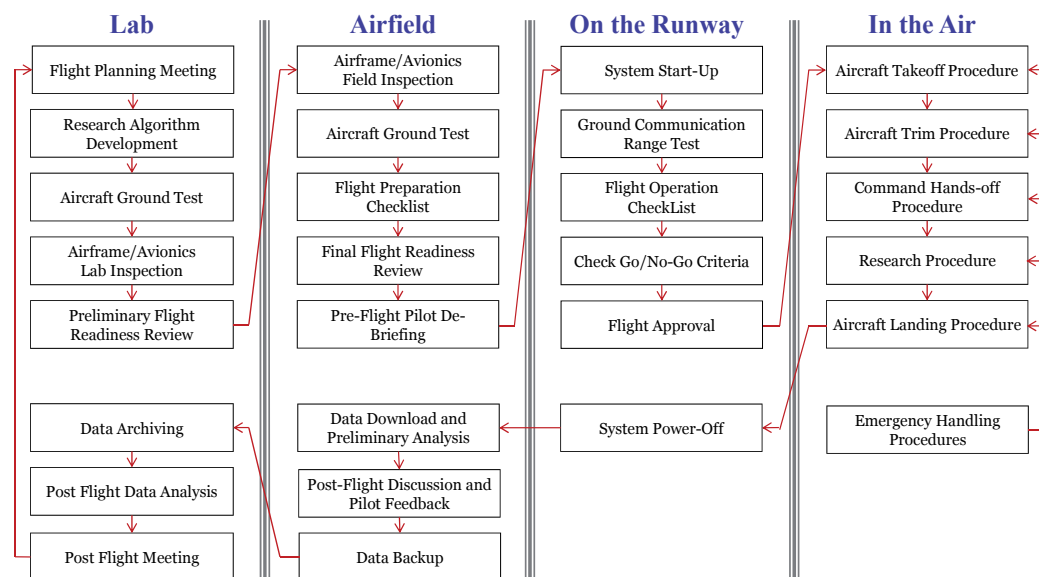 Lab
Flight Planning Meeting
Research Algorithm
Development
Aircraft Ground Test
Airframe/Avionics
Lab Inspection
Preliminary Flight
Readiness Review
Data Archiving
Post Flight Data Analysis
Post Flight Meeting
Airfield
Airframe/Avionics
Field Inspection
Aircraft Ground Test
Flight Preparation
Checklist
Final Flight Readiness
Review
Pre-Flight Pilot De-
Briefing
Data Download and
Preliminary Analysis
Post-Flight Discussion and
Pilot Feedback
Data Backup
On the Runway
System Start-Up
Ground Communication
Range Test
Flight Operation
CheckList
Check Go/No-Go Criteria
Flight Approval
System Power-Off
In the Air
Aircraft Takeoff Procedure
Aircraft Trim Procedure
Command Hands-off
Procedure
Research Procedure
Aircraft Landing Procedure
Emergency Handling
Procedures